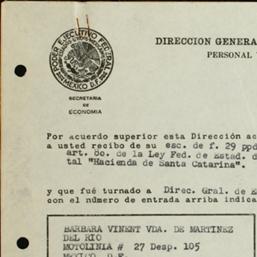 PODER EJECUTIVO FEDERAL
MEXICO D.F.
SECRETARIA
DE
ECONOMIA
DIRECCION GENERA
PERSONAL
Por acuerdo superior esta Dirección ac
a usted recibo de su esc. de f. 29 ppd
art. 8o. de la Ley Fed. de Estad. d
tal "Hacienda de Santa Catarina".
y que fué turnado a Direc. Gral. de E
con el número de entrada arriba indica
BARBARA VINENT VDA. DE MARTINEZ
DEL RIO
MOTOLINIA # 27 Desp. 105
MEXICO D.F.